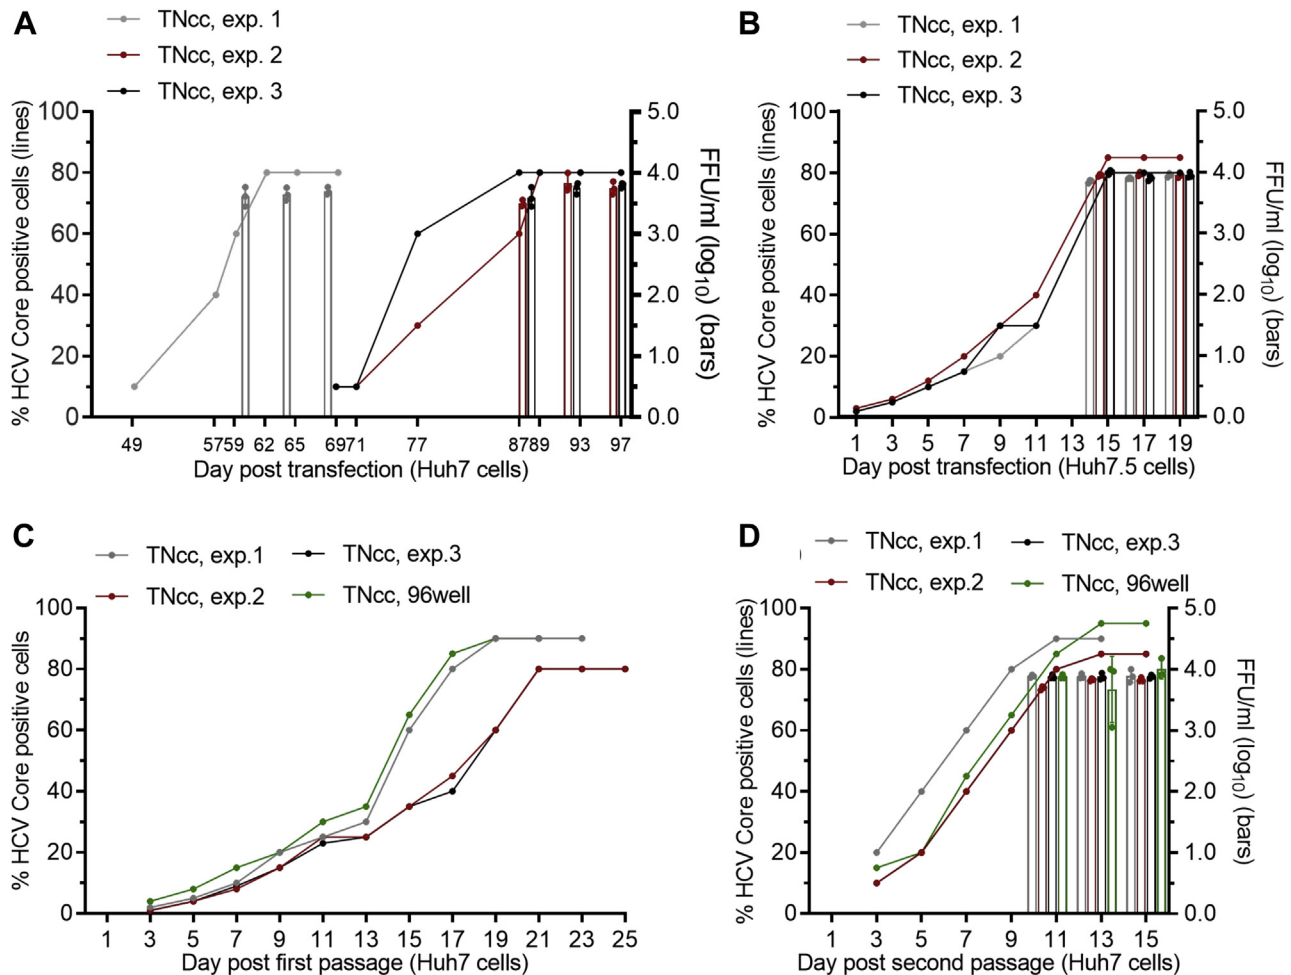 A
TNcc, exp. 1
TNcc, exp. 2
TNcc, exp. 3
% HCV Core positive cells (lines)
100
80
60
40
20
0
5.0
4.0
3.0
2.0
1.0
0.0
FFU/ml (log10) (bars)
49 57 59 62 65 69 71 77 87 89 93 97
Day post transfection (Huh7 cells)
B
TNcc, exp. 1
TNcc, exp. 2
TNcc, exp. 3
% HCV Core positive cells (lines)
100
80
60
40
20
0
5.0
4.0
3.0
2.0
1.0
0.0
FFU/ml (log10) (bars)
1 3 5 7 9 11 13 15 17 19
Day post transfection (Huh7.5 cells)
C
TNcc, exp.1 TNcc, exp.3
TNcc, exp.2 TNcc, 96well
% HCV Core positive cells
100
80
60
40
20
0
1 3 5 7 9 11 13 15 17 19 21 23 25
Day post first passage (Huh7 cells)
D
TNcc, exp.1 TNcc, exp.3
TNcc, exp.2 TNcc, 96well
% HCV Core positive cells (lines)
100
80
60
40
20
0
5.0
4.0
3.0
2.0
1.0
0.0
FFU/ml (log10) (bars)
1 3 5 7 9 11 13 15
Day post second passage (Huh7 cells)